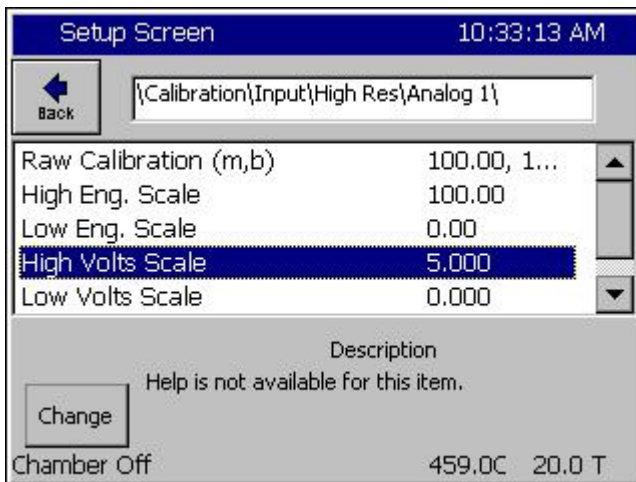 Setup Screen 10:33:13 AM
Back
\Calibration\Input\High Res\Analog 1\
Raw Calibration (m,b) 100.00, 1...
High Eng. Scale 100.00
Low Eng. Scale 0.00
High Volts Scale 5.000
Low Volts Scale 0.000
Description
Help is not available for this item.
Change
Chamber Off 459.0C 20.0 T